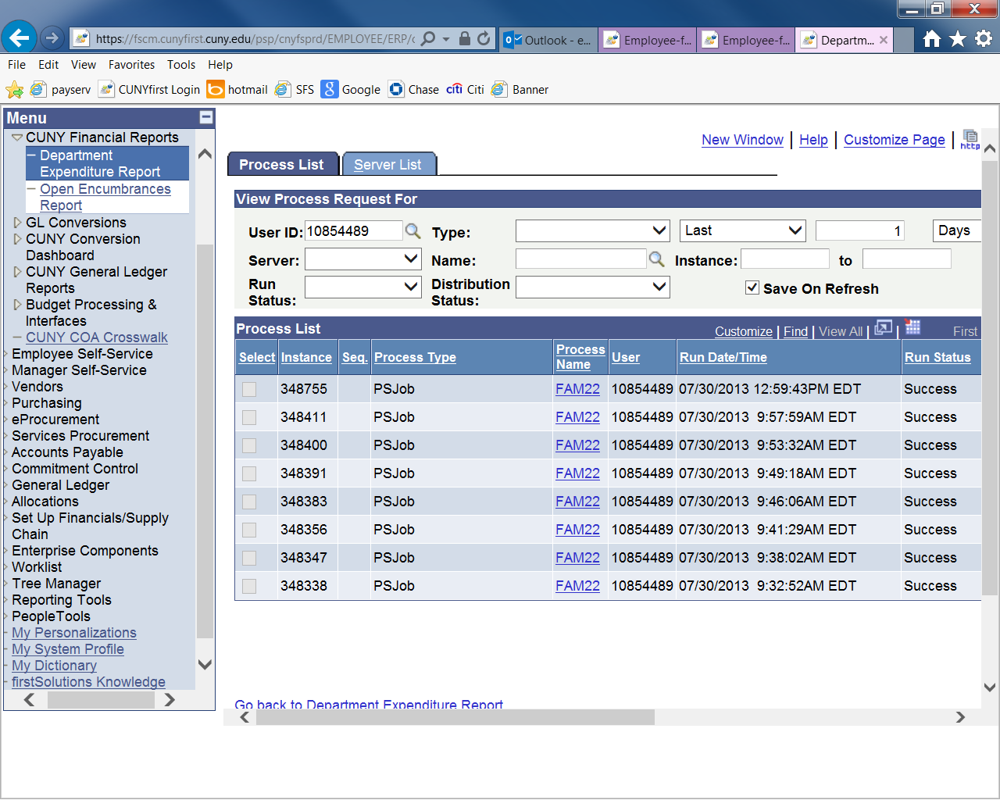 https://fscm.cunyfirst.cuny.edu/psp/cnyfsprd/EMPLOYEE/ERP/
Outlook - e...
Employee-f...
Employee-f...
Departm...
File Edit View Favorites Tools Help
payserv CUNYfirst Login hotmail SFS Google Chase citi Citi Banner
Menu
CUNY Financial Reports
Department
Expenditure Report
Open Encumbrances
Report
GL Conversions
CUNY Conversion
Dashboard
CUNY General Ledger
Reports
Budget Processing &
Interfaces
CUNY COA Crosswalk
Employee Self-Service
Manager Self-Service
Vendors
Purchasing
eProcurement
Services Procurement
Accounts Payable
Commitment Control
General Ledger
Allocations
Set Up Financials/Supply
Chain
Enterprise Components
Worklist
Tree Manager
Reporting Tools
PeopleTools
My Personalizations
My System Profile
My Dictionary
firstSolutions Knowledge
New Window | Help | Customize Page | http
Process List Server List
View Process Request For
User ID: 10854489 Type: Last 1 Days
Server: Name: Instance: to
Run
Status:
Distribution
Status:
Save On Refresh
Process List Customize | Find | View All | | First
Select Instance Seq. Process Type Process Name User Run Date/Time Run Status
348755 PSJob FAM22 10854489 07/30/2013 12:59:43PM EDT Success
348411 PSJob FAM22 10854489 07/30/2013 9:57:59AM EDT Success
348400 PSJob FAM22 10854489 07/30/2013 9:53:32AM EDT Success
348391 PSJob FAM22 10854489 07/30/2013 9:49:18AM EDT Success
348383 PSJob FAM22 10854489 07/30/2013 9:46:06AM EDT Success
348356 PSJob FAM22 10854489 07/30/2013 9:41:29AM EDT Success
348347 PSJob FAM22 10854489 07/30/2013 9:38:02AM EDT Success
348338 PSJob FAM22 10854489 07/30/2013 9:32:52AM EDT Success
Go back to Department Expenditure Report